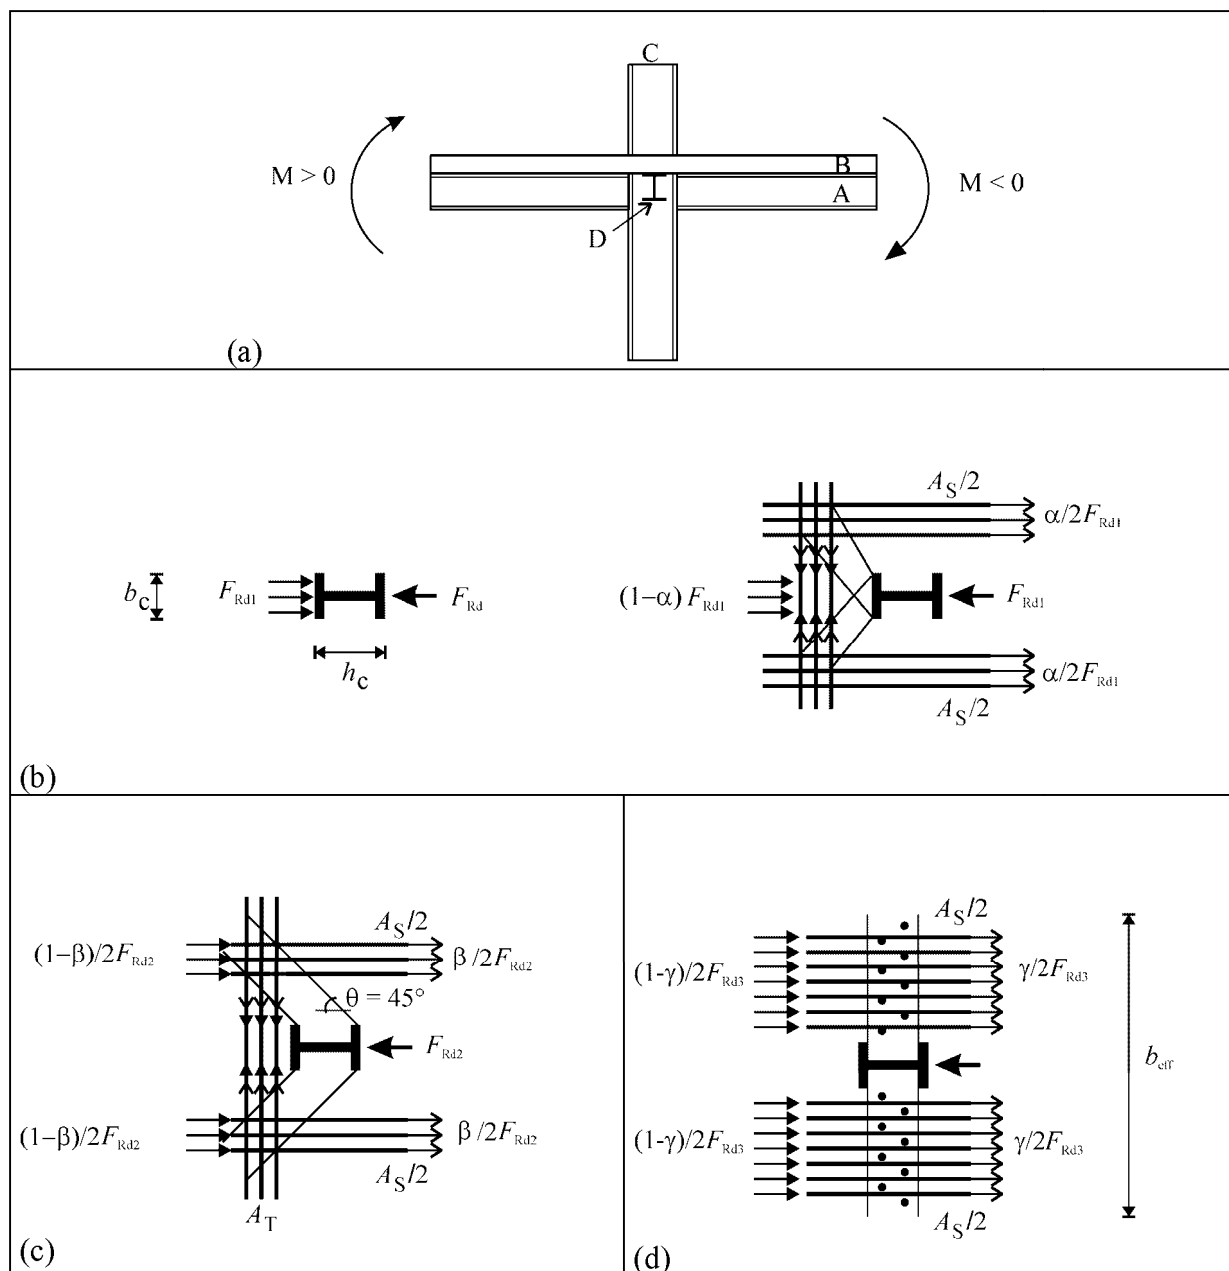 C
M > 0
B
A
M < 0
D
(a)
b_c
F_Rd1
F_Rd
h_c
A_S/2
α/2F_Rd1
(1−α) F_Rd1
F_Rd1
α/2F_Rd1
A_S/2
(b)
A_S/2
(1−β)/2F_Rd2
β/2F_Rd2
θ = 45°
F_Rd2
(1−β)/2F_Rd2
β/2F_Rd2
A_S/2
A_T
(c)
A_S/2
(1-γ)/2F_Rd3
γ/2F_Rd3
b_eff
(1-γ)/2F_Rd3
γ/2F_Rd3
A_S/2
(d)